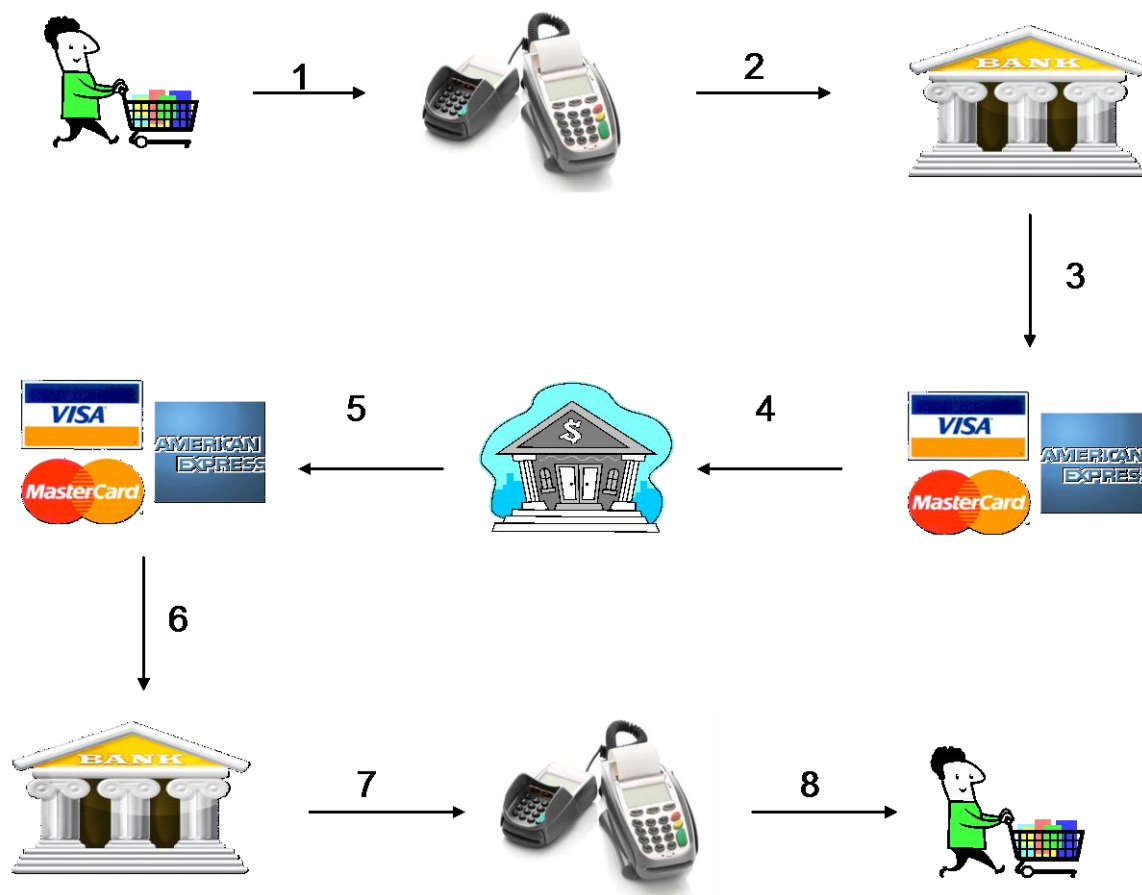 1
2
BANK
3
VISA
AMERICAN
EXPRESS
MasterCard
5
$
4
VISA
AMERICAN
EXPRESS
MasterCard
6
BANK
7
8